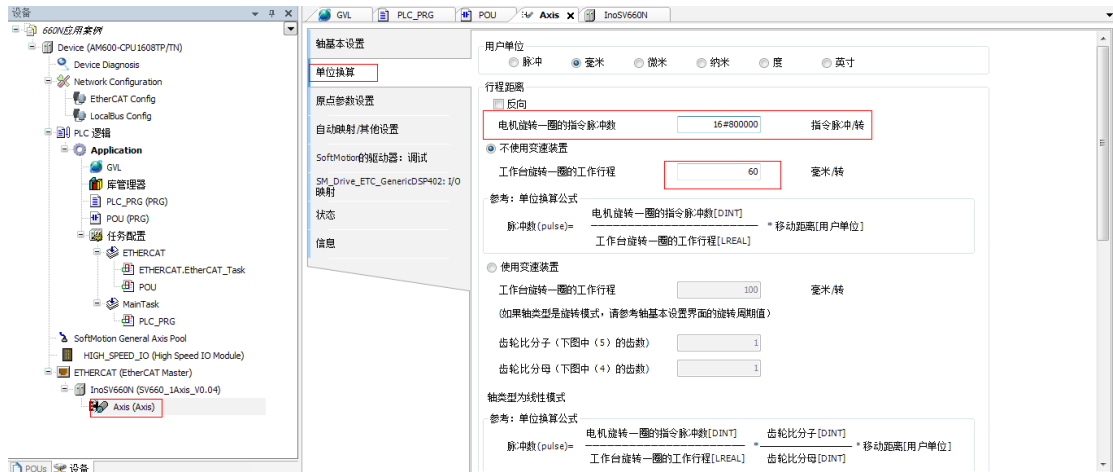 设备
660N应用案例
Device (AM600-CPU1608TP/TN)
Device Diagnosis
Network Configuration
EtherCAT Config
LocalBus Config
PLC 逻辑
Application
GVL
库管理器
PLC_PRG (PRG)
POU (PRG)
任务配置
ETHERCAT
ETHERCAT.EtherCAT_Task
POU
MainTask
PLC_PRG
SoftMotion General Axis Pool
HIGH_SPEED_IO (High Speed IO Module)
ETHERCAT (EtherCAT Master)
InoSV660N (SV660_1Axis_V0.04)
Axis (Axis)
POUs 设备
GVL PLC_PRG POU Axis InoSV660N
轴基本设置
单位换算
原点参数设置
自动映射/其他设置
SoftMotion的驱动器：调试
SM_Drive_ETC_GenericDSP402: I/O
映射
状态
信息
用户单位
脉冲 毫米 微米 纳米 度 英寸
行程距离
反向
电机旋转一圈的指令脉冲数 16#800000 指令脉冲/转
不使用变速装置
工作台旋转一圈的工作行程 60 毫米/转
参考：单位换算公式
电机旋转一圈的指令脉冲数[DINT]
脉冲数(pulse)= * 移动距离[用户单位]
工作台旋转一圈的工作行程[LREAL]
使用变速装置
工作台旋转一圈的工作行程 100 毫米/转
(如果轴类型是旋转模式，请参考轴基本设置界面的旋转周期值)
齿轮比分子（下图中（5）的齿数） 1
齿轮比分母（下图中（4）的齿数） 1
轴类型为线性模式
参考：单位换算公式
电机旋转一圈的指令脉冲数[DINT] 齿轮比分子[DINT]
脉冲数(pulse)= * * 移动距离[用户单位]
工作台旋转一圈的工作行程[LREAL] 齿轮比分母[DINT]